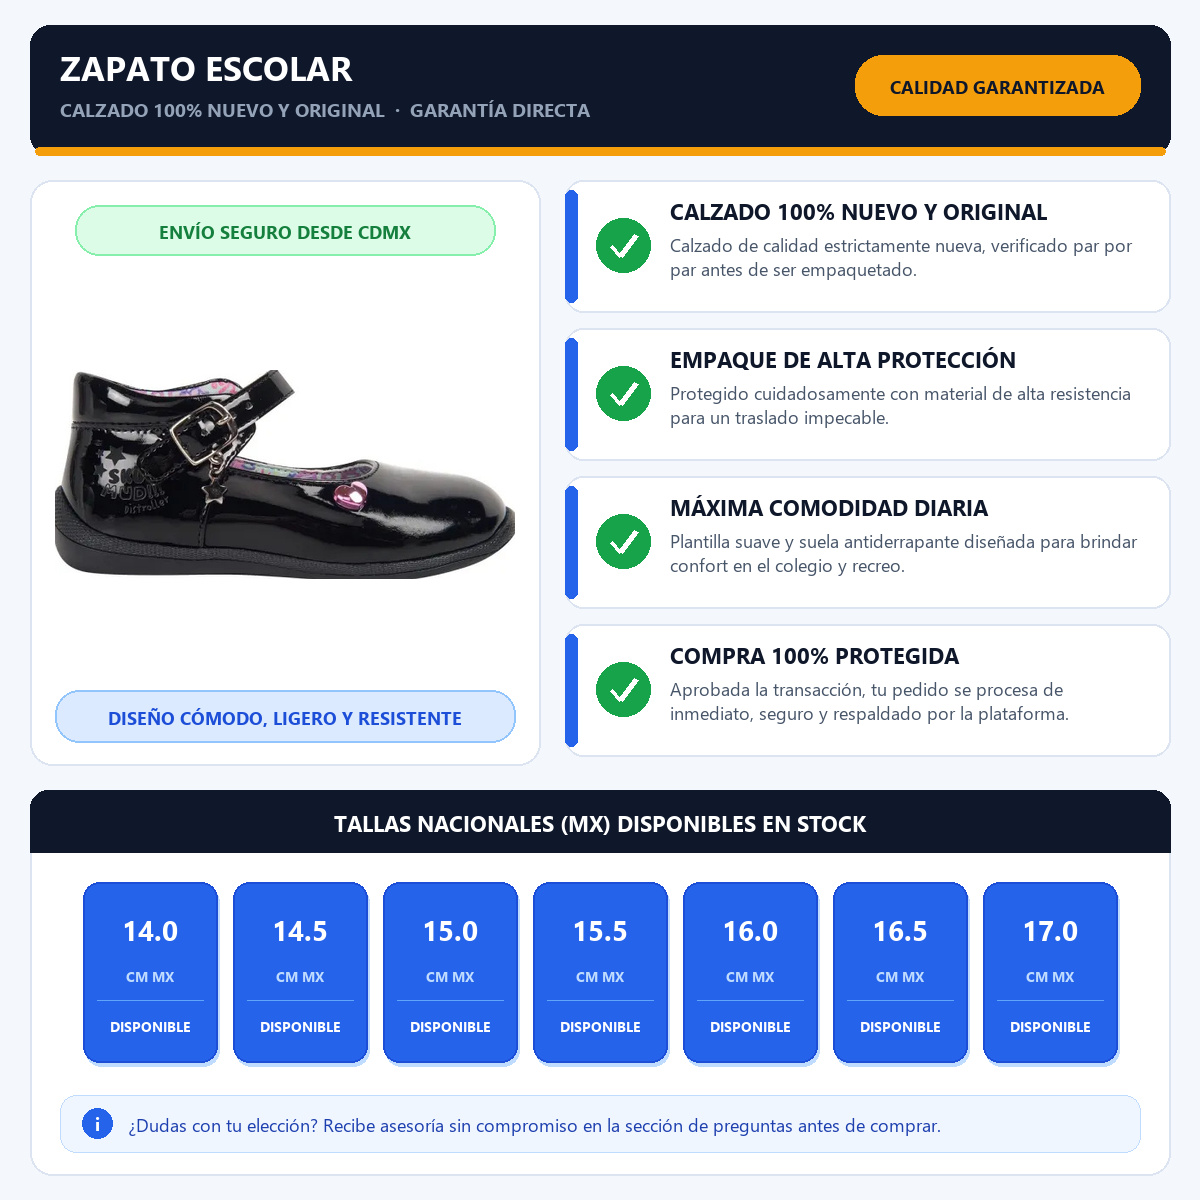 ZAPATO ESCOLAR
CALZADO 100% NUEVO Y ORIGINAL · GARANTÍA DIRECTA
CALIDAD GARANTIZADA
ENVÍO SEGURO DESDE CDMX
Distroller
DISEÑO CÓMODO, LIGERO Y RESISTENTE
CALZADO 100% NUEVO Y ORIGINAL
Calzado de calidad estrictamente nueva, verificado par por
par antes de ser empaquetado.
EMPAQUE DE ALTA PROTECCIÓN
Protegido cuidadosamente con material de alta resistencia
para un traslado impecable.
MÁXIMA COMODIDAD DIARIA
Plantilla suave y suela antiderrapante diseñada para brindar
confort en el colegio y recreo.
COMPRA 100% PROTEGIDA
Aprobada la transacción, tu pedido se procesa de
inmediato, seguro y respaldado por la plataforma.
TALLAS NACIONALES (MX) DISPONIBLES EN STOCK
14.0
CM MX
DISPONIBLE
14.5
CM MX
DISPONIBLE
15.0
CM MX
DISPONIBLE
15.5
CM MX
DISPONIBLE
16.0
CM MX
DISPONIBLE
16.5
CM MX
DISPONIBLE
17.0
CM MX
DISPONIBLE
¿Dudas con tu elección? Recibe asesoría sin compromiso en la sección de preguntas antes de comprar.